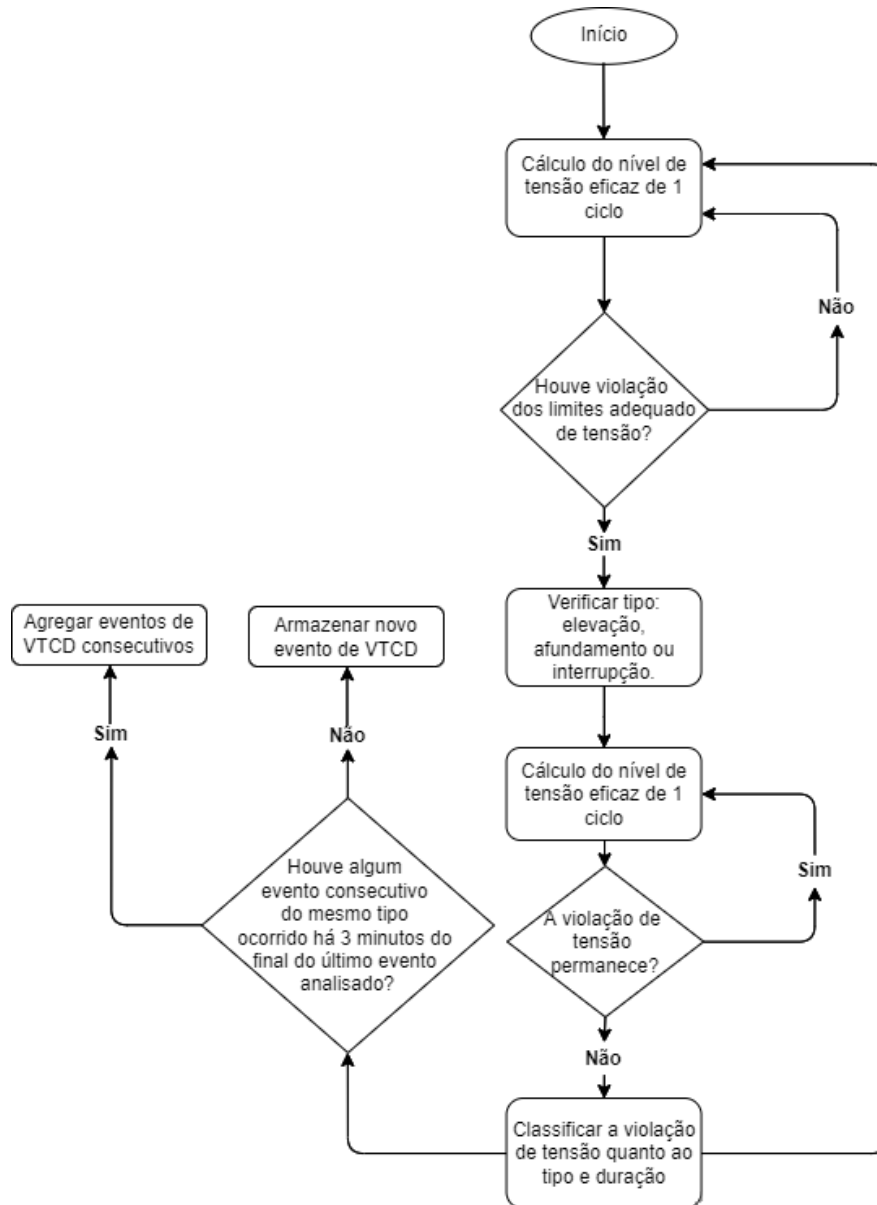 Início
Cálculo do nível de
tensão eficaz de 1
ciclo
Não
Houve violação
dos limites adequado
de tensão?
Sim
Verificar tipo:
elevação,
afundamento ou
interrupção.
Agregar eventos de
VTCD consecutivos
Armazenar novo
evento de VTCD
Sim
Não
Cálculo do nível de
tensão eficaz de 1
ciclo
Sim
Houve algum
evento consecutivo
do mesmo tipo
ocorrido há 3 minutos do
final do último evento
analisado?
A violação de
tensão
permanece?
Não
Classificar a violação
de tensão quanto ao
tipo e duração